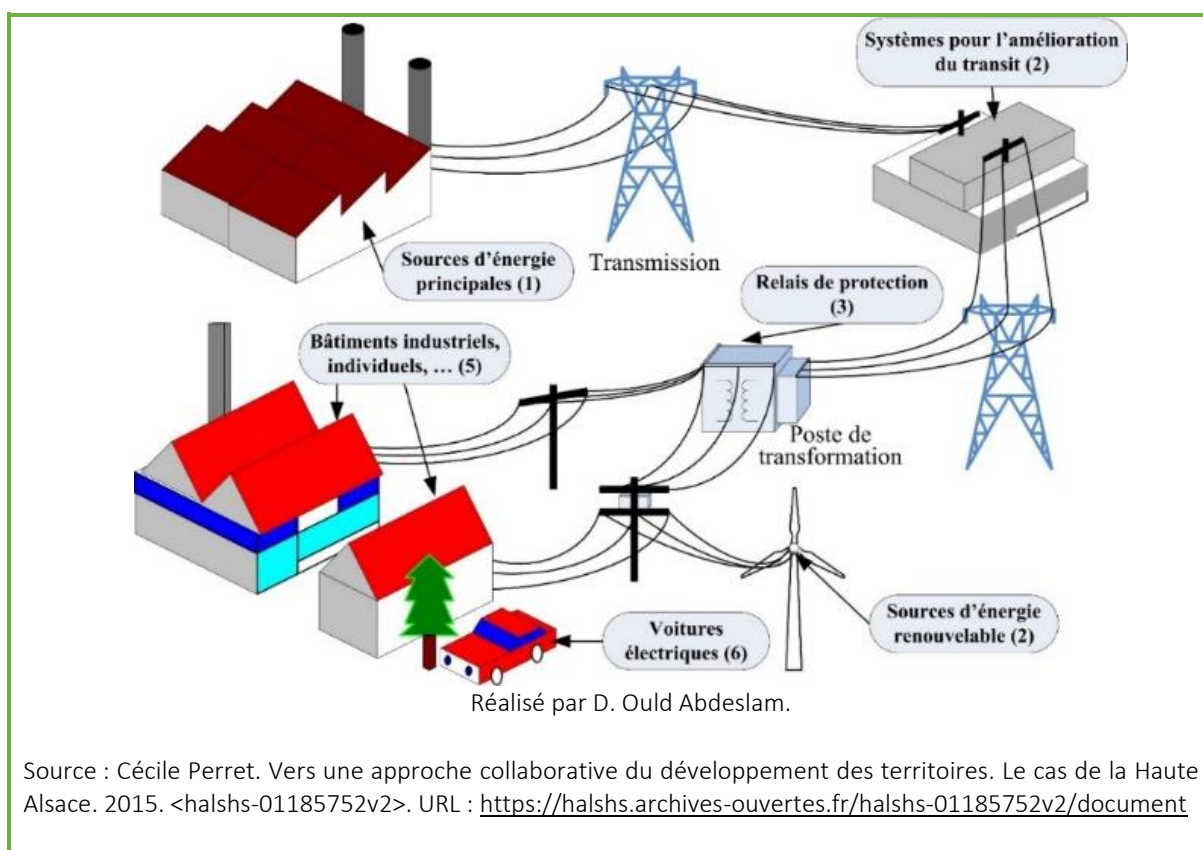 Systèmes pour l'amélioration
du transit (2)
Sources d'énergie
principales (1)
Transmission
Relais de protection
(3)
Bâtiments industriels,
individuels, … (5)
Poste de
transformation
Voitures
électriques (6)
Sources d'énergie
renouvelable (2)
Réalisé par D. Ould Abdeslam.
Source : Cécile Perret. Vers une approche collaborative du développement des territoires. Le cas de la Haute
Alsace. 2015. <halshs-01185752v2>. URL : https://halshs.archives-ouvertes.fr/halshs-01185752v2/document